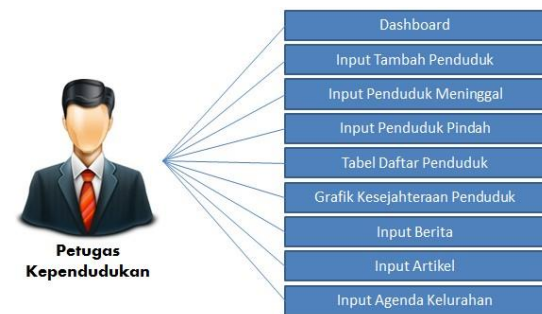 Dashboard
Input Tambah Penduduk
Input Penduduk Meninggal
Input Penduduk Pindah
Tabel Daftar Penduduk
Grafik Kesejahteraan Penduduk
Input Berita
Input Artikel
Input Agenda Kelurahan
Petugas
Kependudukan